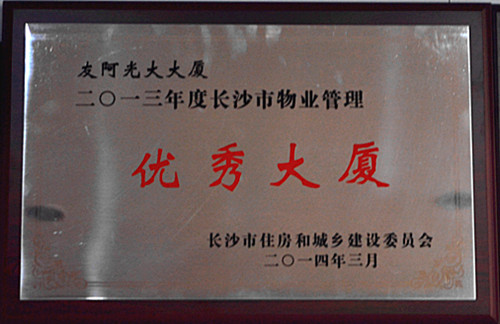 友阿光大大厦
二〇一三年度长沙市物业管理
优秀大厦
长沙市住房和城乡建设委员会
二〇一四年三月